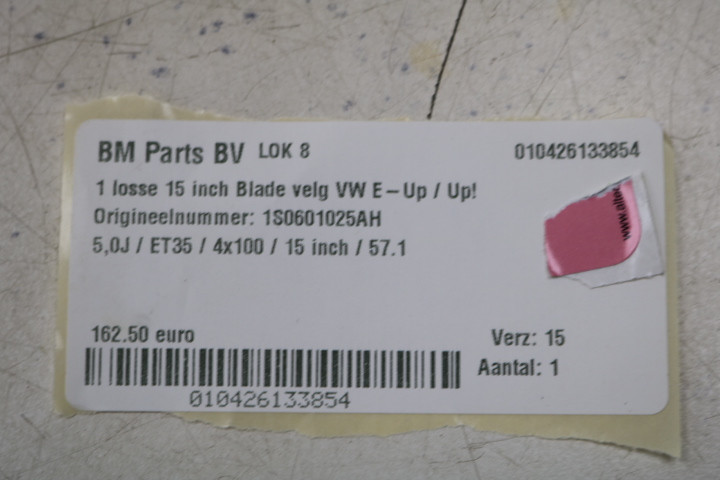 BM Parts BV LOK 8 010426133854
1 losse 15 inch Blade velg VW E-Up / Up!
Origineelnummer: 1S0601025AH
5,0J / ET35 / 4x100 / 15 inch / 57.1
162.50 euro
Verz: 15
Aantal: 1
010426133854